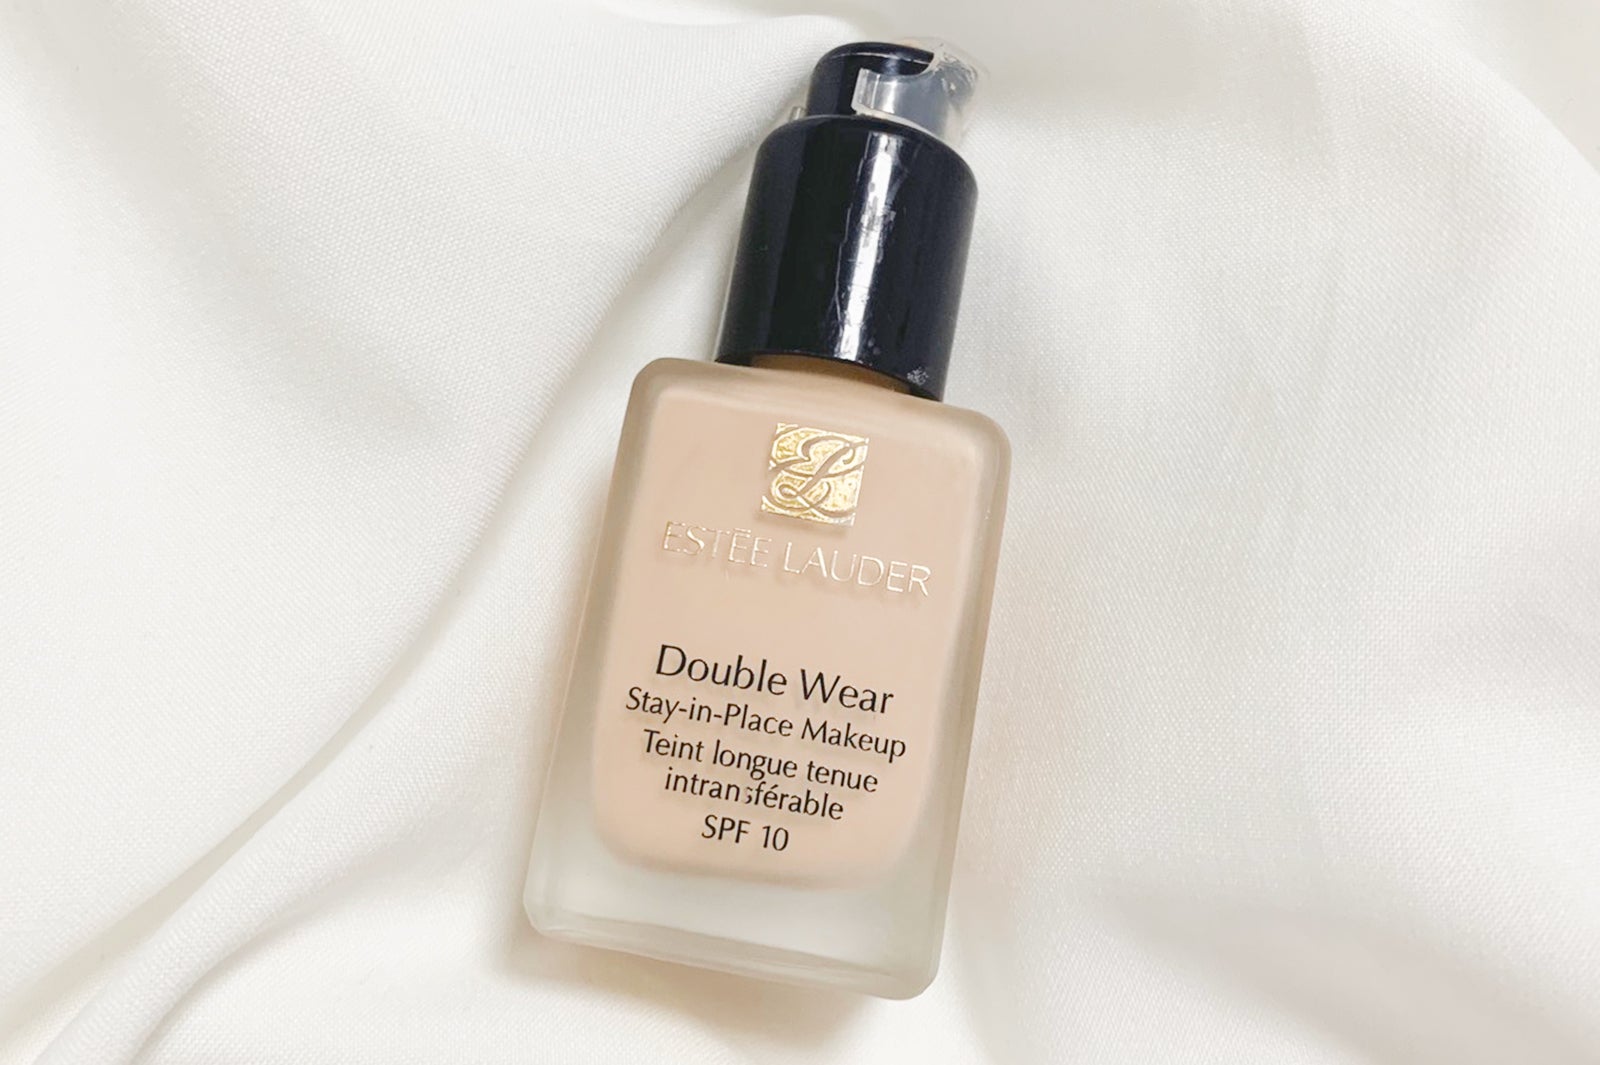 ESTĒE LAUDER
Double Wear
Stay-in-Place Makeup
Teint longue tenue
intransférable
SPF 10